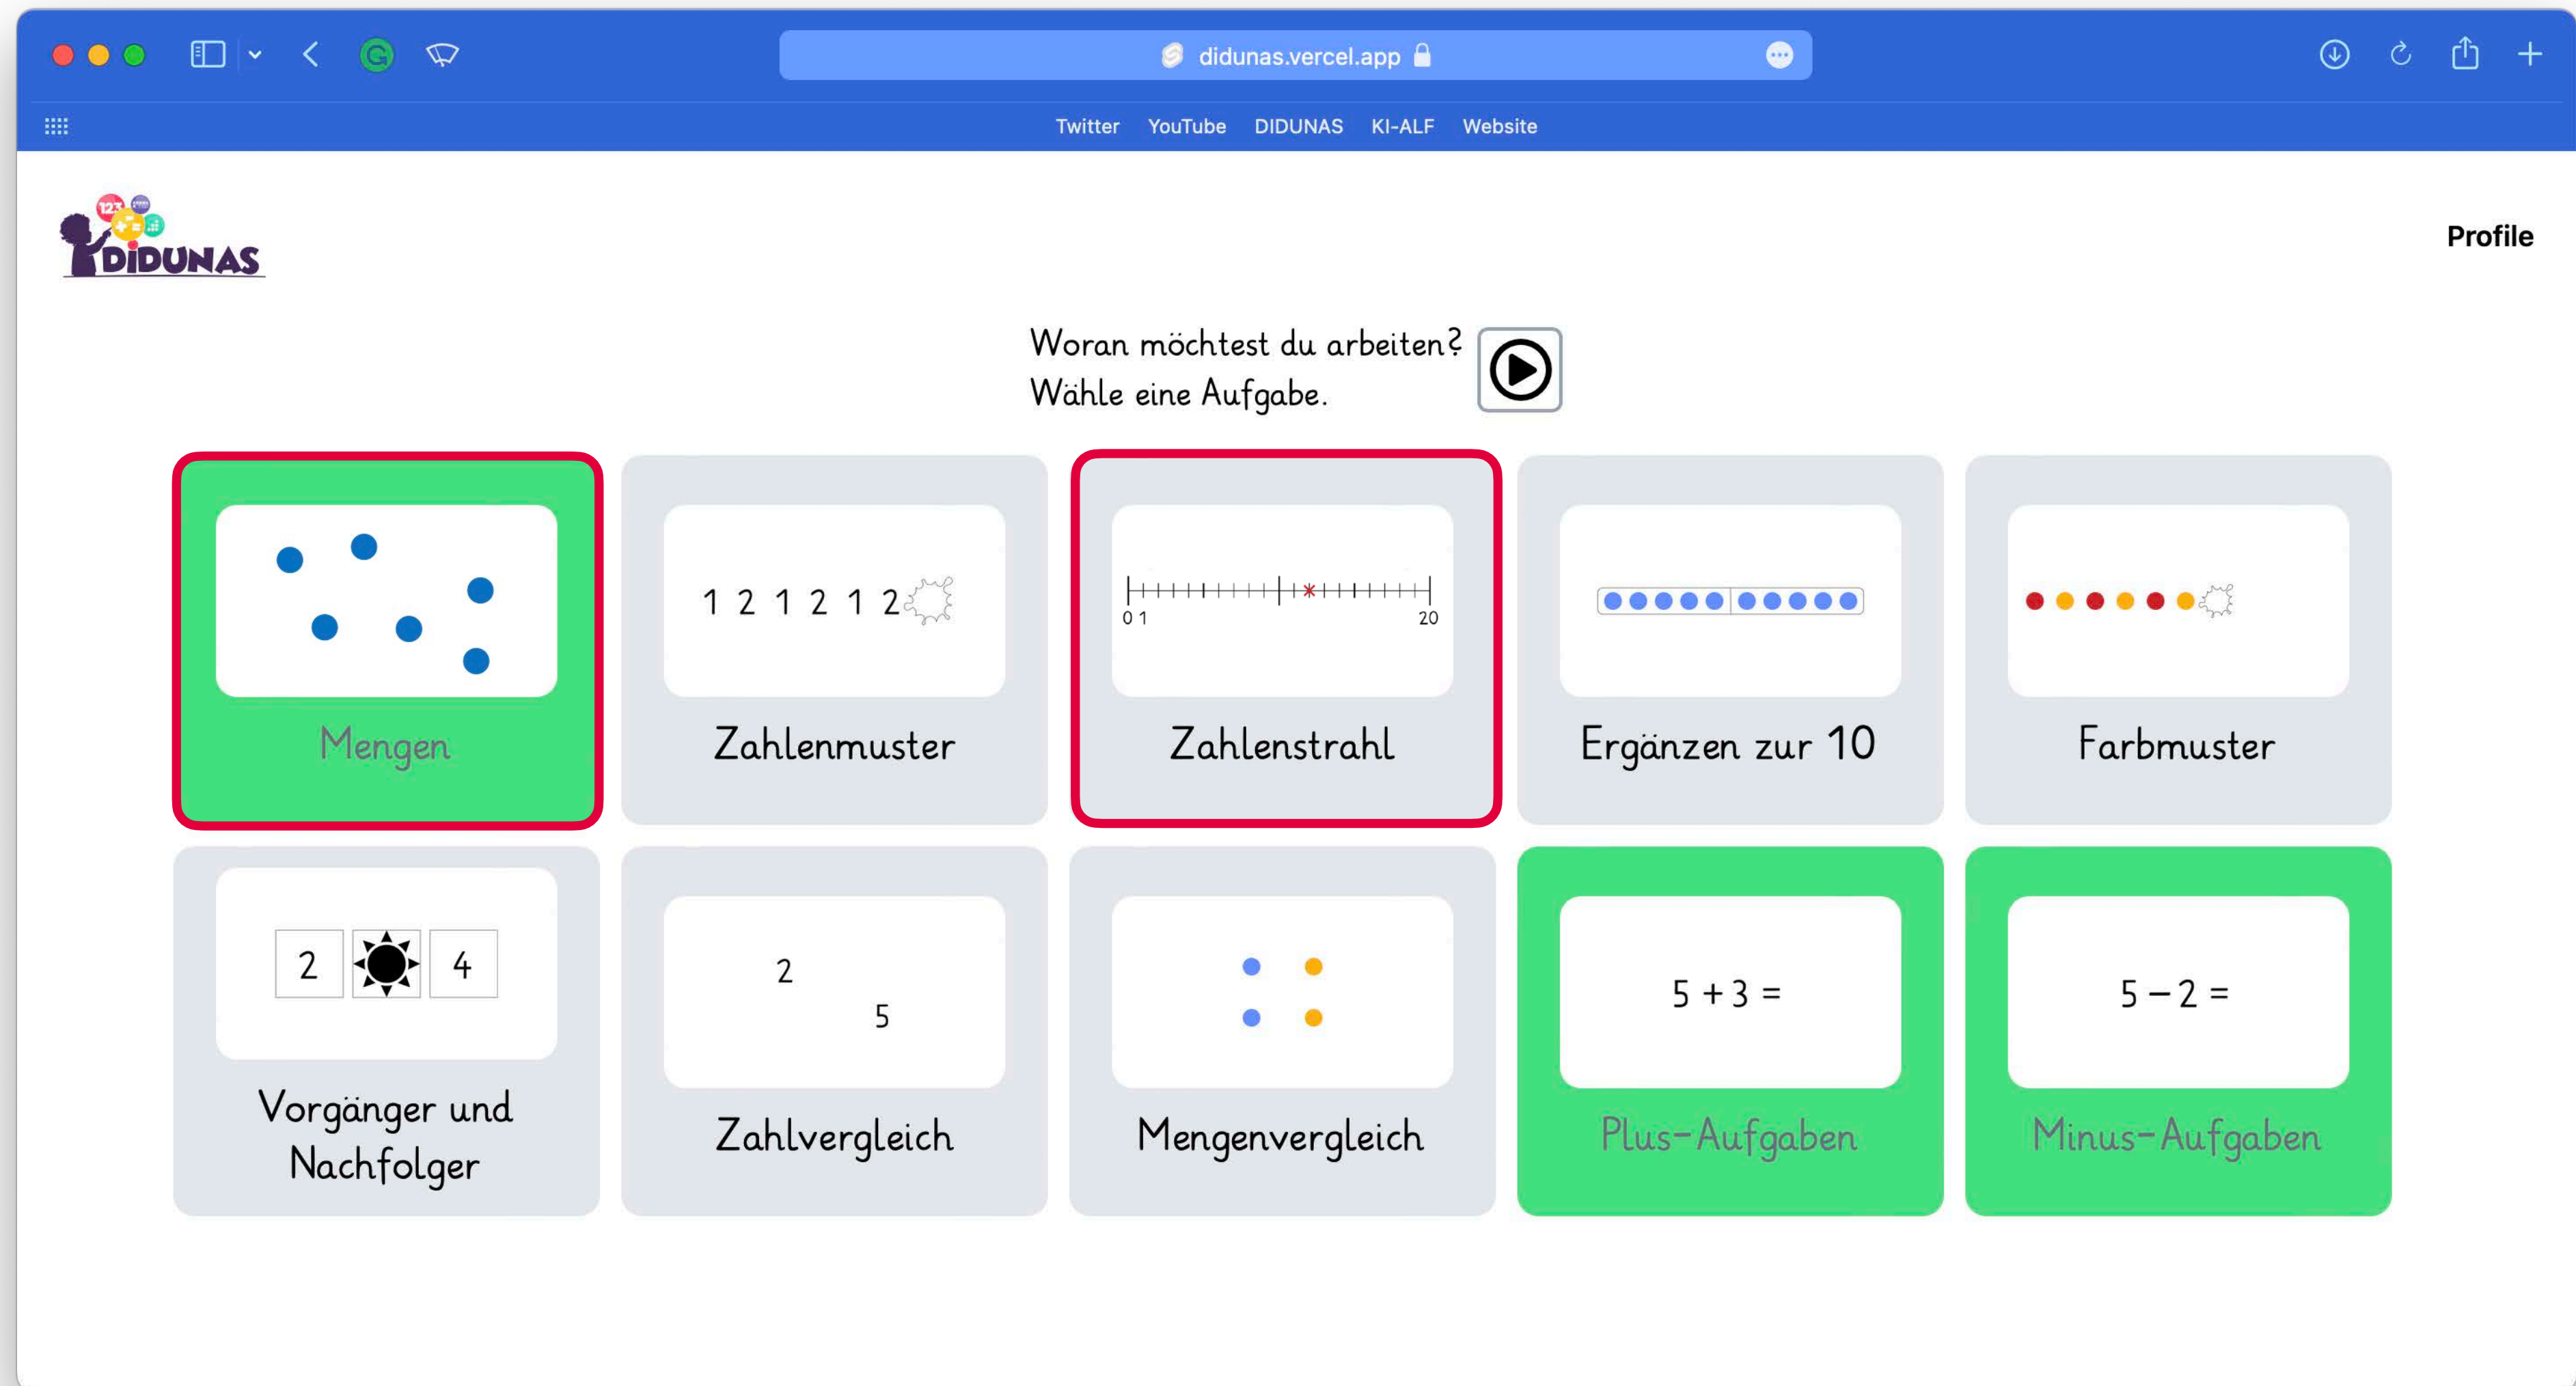 didunas.vercel.app
Twitter YouTube DIDUNAS KI-ALF Website
123
DiDUNAS
Profile
Woran möchtest du arbeiten?
Wähle eine Aufgabe.
1 2 1 2 1 2
0 1 20
Mengen
Zahlenmuster
Zahlenstrahl
Ergänzen zur 10
Farbmuster
2 4
2
5
5 + 3 =
5 – 2 =
Vorgänger und
Nachfolger
Zahlvergleich
Mengenvergleich
Plus-Aufgaben
Minus-Aufgaben